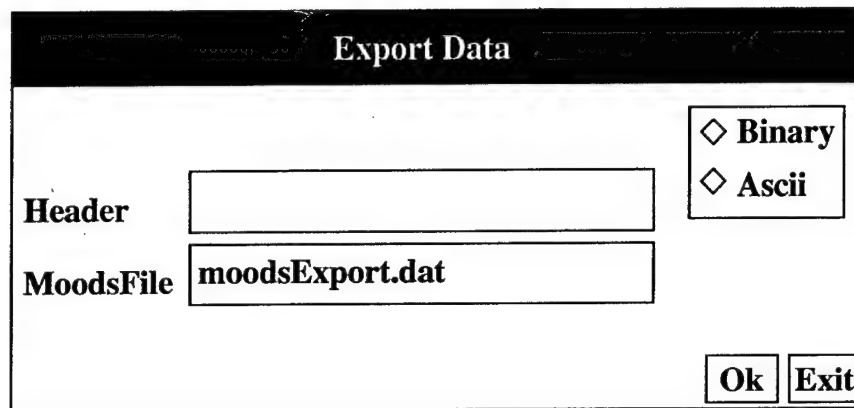 Export Data
Binary
Ascii
Header
MoodsFile moodsExport.dat
Ok Exit